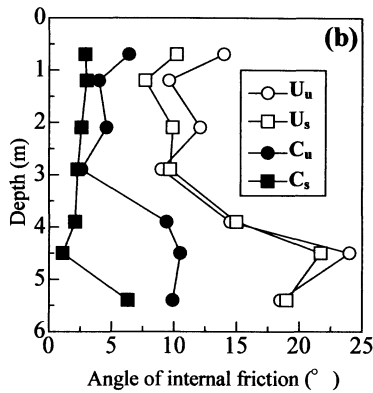 0
(b)
1
Uu
2
Us
Cu
3
Cs
4
5
6
0 5 10 15 20 25
Depth (m)
Angle of internal friction (°)